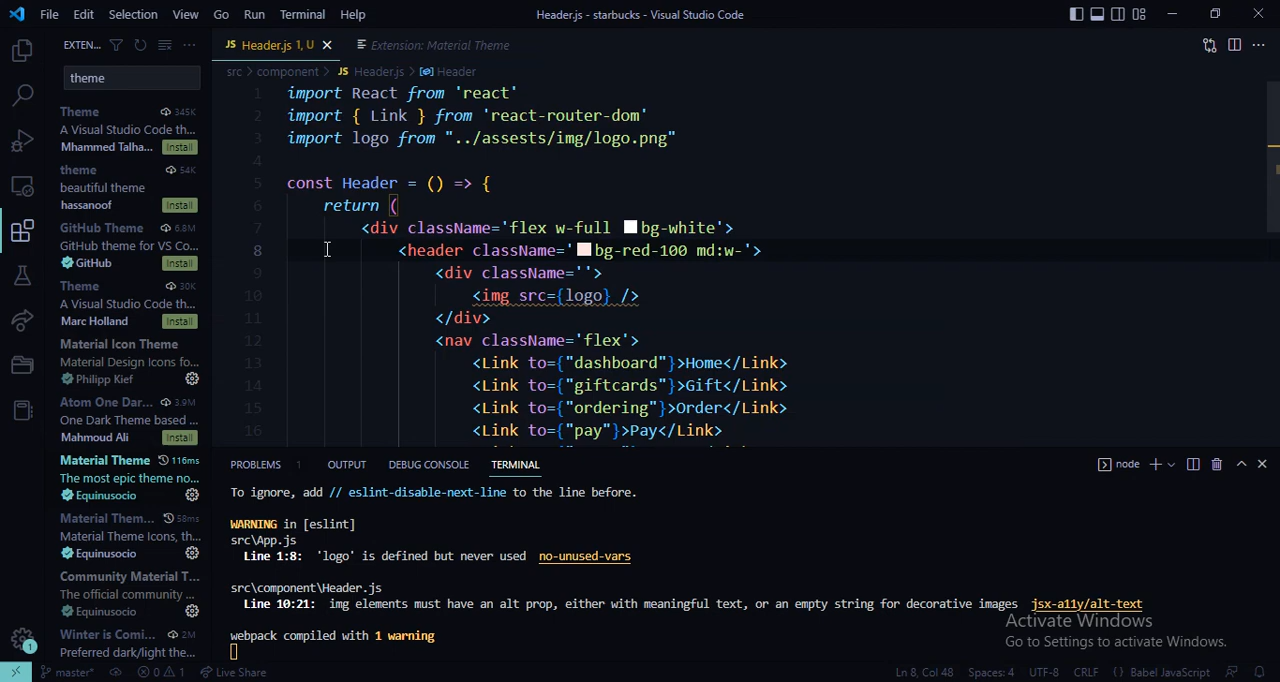 File Edit Selection View Go Run Terminal Help
Header.js - starbucks - Visual Studio Code
EXTEN...
JS Header.js 1, U
Extension: Material Theme
theme
src > component > JS Header.js > Header
Theme 345K
A Visual Studio Code th...
Mhammed Talha... Install
theme 54K
beautiful theme
hassanoof Install
GitHub Theme 6.8M
GitHub theme for VS Co...
GitHub Install
Theme 30K
A Visual Studio Code th...
Marc Holland Install
Material Icon Theme
Material Design Icons fo...
Philipp Kief
Atom One Dar... 3.9M
One Dark Theme based ...
Mahmoud Ali Install
Material Theme 116ms
The most epic theme no...
Equinusocio
Material Them... 58ms
Material Theme Icons, th...
Equinusocio
Community Material T...
The official community ...
Equinusocio
Winter is Comi... 2M
Preferred dark/light the...
1
1 import React from 'react'
2 import { Link } from 'react-router-dom'
3 import logo from "../assests/img/logo.png"
4
5 const Header = () => {
6 return (
7 <div className='flex w-full bg-white'>
8 <header className='bg-red-100 md:w-'>
9 <div className=''>
10 <img src={logo} />
11 </div>
12 <nav className='flex'>
13 <Link to={"dashboard"}>Home</Link>
14 <Link to={"giftcards"}>Gift</Link>
15 <Link to={"ordering"}>Order</Link>
16 <Link to={"pay"}>Pay</Link>
PROBLEMS 1 OUTPUT DEBUG CONSOLE TERMINAL
node
To ignore, add // eslint-disable-next-line to the line before.
WARNING in [eslint]
src\App.js
Line 1:8: 'logo' is defined but never used no-unused-vars
src\component\Header.js
Line 10:21: img elements must have an alt prop, either with meaningful text, or an empty string for decorative images jsx-a11y/alt-text
webpack compiled with 1 warning
Activate Windows
Go to Settings to activate Windows.
master* 0 1 Live Share
Ln 8, Col 48 Spaces: 4 UTF-8 CRLF { } Babel JavaScript